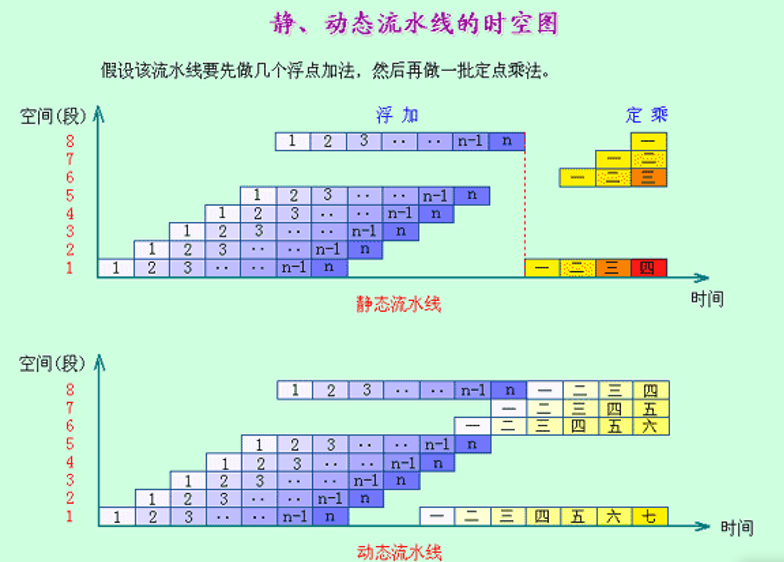 静、动态流水线的时空图
假设该流水线要先做几个浮点加法，然后再做一批定点乘法。
空间(段) 浮加 定乘
8 1 2 3 ·· ·· n-1 n 一
7 一 二
6 一 二 三
5 1 2 3 ·· ·· n-1 n
4 1 2 3 ·· ·· n-1 n
3 1 2 3 ·· ·· n-1 n
2 1 2 3 ·· ·· n-1 n
1 1 2 3 ·· ·· n-1 n 一 二 三 四
时间
静态流水线
空间(段)
8 1 2 3 ·· ·· n-1 n 一 二 三 四
7 一 二 三 四 五
6 一 二 三 四 五 六
5 1 2 3 ·· ·· n-1 n
4 1 2 3 ·· ·· n-1 n
3 1 2 3 ·· ·· n-1 n
2 1 2 3 ·· ·· n-1 n
1 1 2 3 ·· ·· n-1 n 一 二 三 四 五 六 七
时间
动态流水线